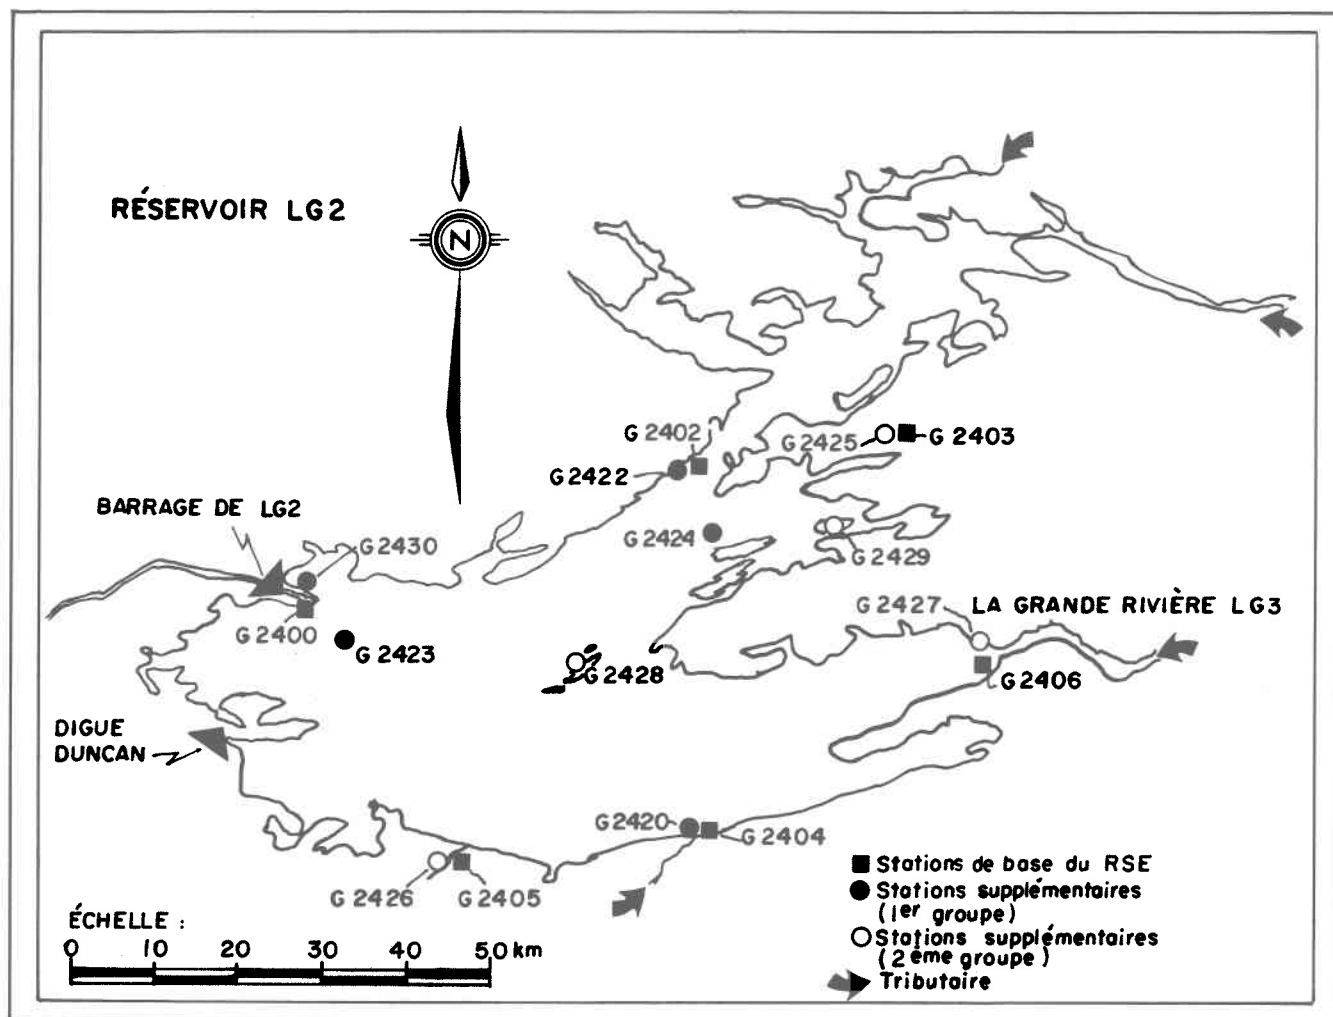 RÉSERVOIR LG2
N
G 2402
G 2425
G 2403
G 2422
BARRAGE DE LG2
G 2430
G 2424
G 2429
G 2427
LA GRANDE RIVIÈRE LG3
G 2400
G 2423
G 2428
G 2406
DIGUE
DUNCAN
G 2420
G 2404
G 2426
G 2405
■ Stations de base du RSE
● Stations supplémentaires
(1er groupe)
○ Stations supplémentaires
(2ème groupe)
Tributaire
ÉCHELLE :
0 10 20 30 40 50 km